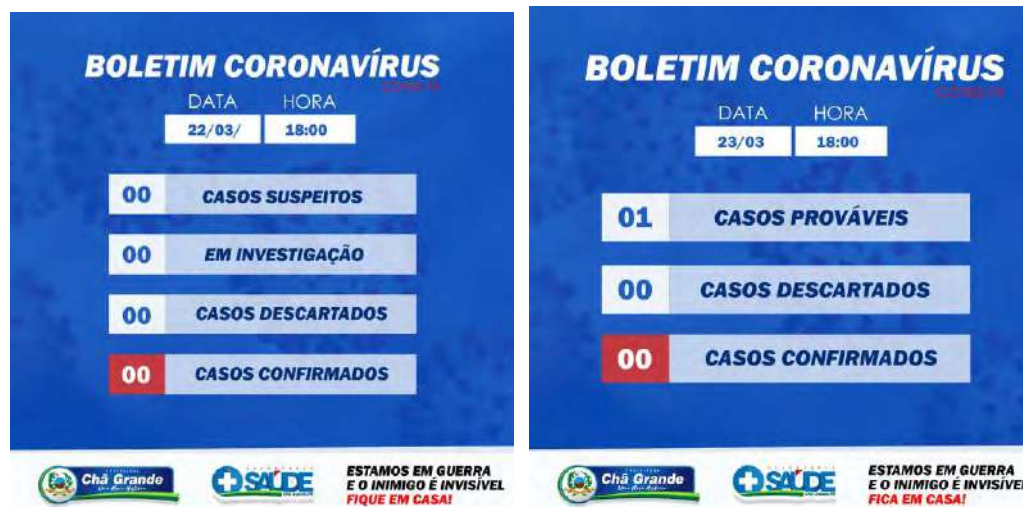 BOLETIM CORONAVÍRUS
DATA HORA
22/03/ 18:00
00 CASOS SUSPEITOS
00 EM INVESTIGAÇÃO
00 CASOS DESCARTADOS
00 CASOS CONFIRMADOS
Chã Grande
SAÚDE
ESTAMOS EM GUERRA
E O INIMIGO É INVISÍVEL
FIQUE EM CASA!
BOLETIM CORONAVÍRUS
DATA HORA
23/03 18:00
01 CASOS PROVÁVEIS
00 CASOS DESCARTADOS
00 CASOS CONFIRMADOS
Chã Grande
SAÚDE
ESTAMOS EM GUERRA
E O INIMIGO É INVISÍVEL
FICA EM CASA!